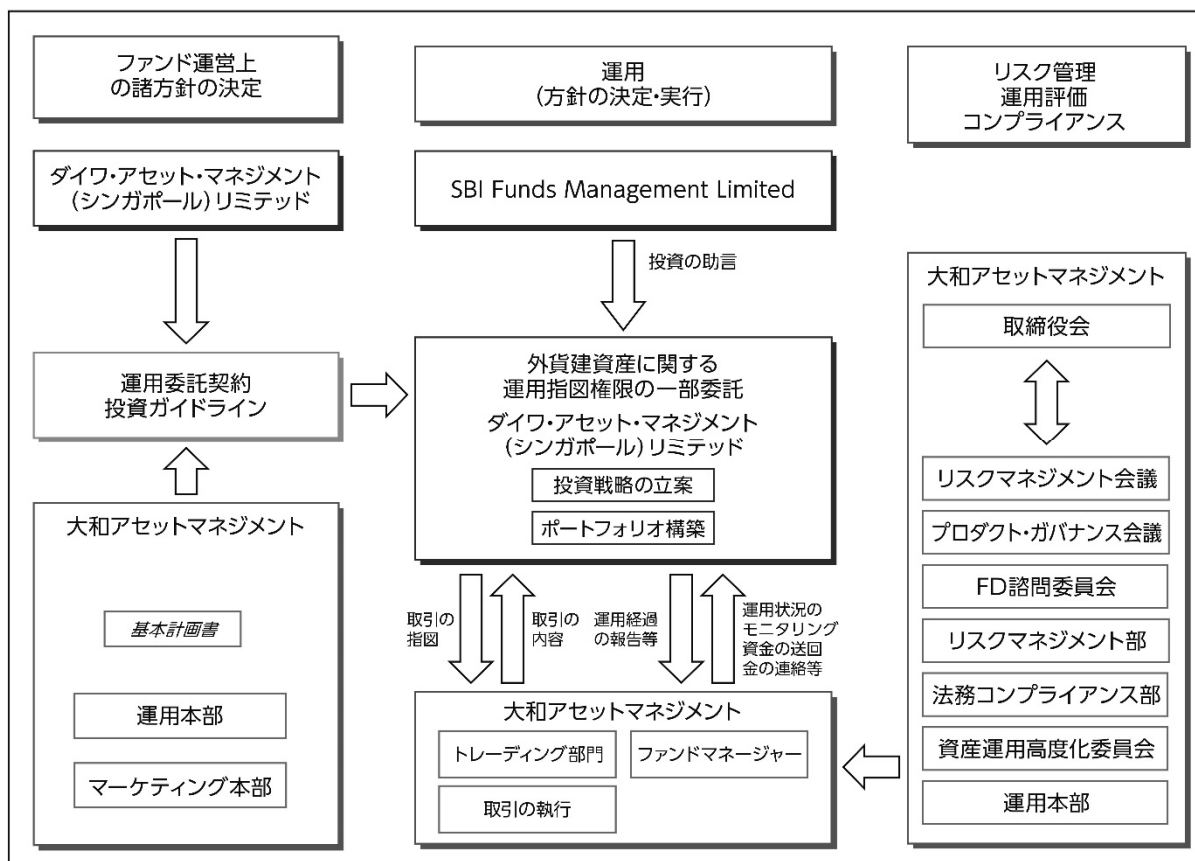 ファンド運営上
の諸方針の決定
運用
(方針の決定・実行)
リスク管理
運用評価
コンプライアンス
ダイワ・アセット・マネジメント
(シンガポール)リミテッド
SBI Funds Management Limited
投資の助言
運用委託契約
投資ガイドライン
外貨建資産に関する
運用指図権限の一部委託
ダイワ・アセット・マネジメント
(シンガポール)リミテッド
投資戦略の立案
ポートフォリオ構築
大和アセットマネジメント
基本計画書
運用本部
マーケティング本部
取引の
指図
取引の
内容
運用経過
の報告等
運用状況の
モニタリング
資金の送回
金の連絡等
大和アセットマネジメント
トレーディング部門
ファンドマネージャー
取引の執行
大和アセットマネジメント
取締役会
リスクマネジメント会議
プロダクト・ガバナンス会議
FD諮問委員会
リスクマネジメント部
法務コンプライアンス部
資産運用高度化委員会
運用本部